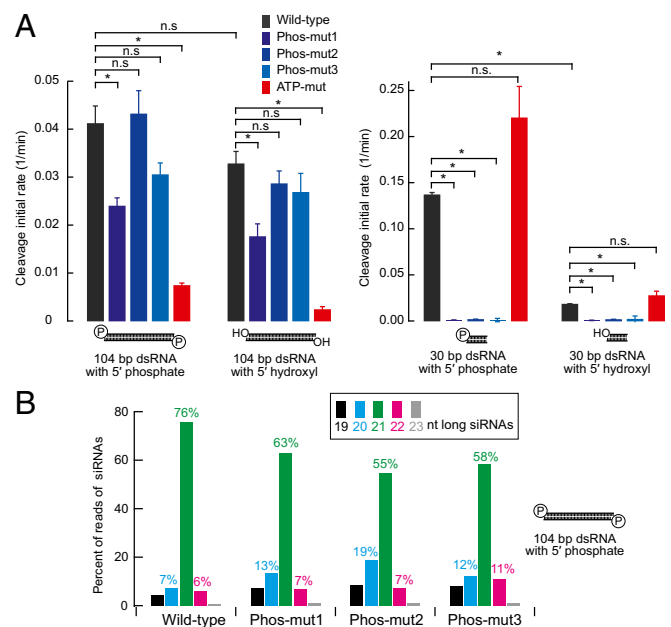 A
Wild-type
Phos-mut1
Phos-mut2
Phos-mut3
ATP-mut
n.s
*
n.s
n.s
*
*
n.s
n.s
*
Cleavage initial rate (1/min)
0.05
0.04
0.03
0.02
0.01
0
P
P
104 bp dsRNA
with 5′ phosphate
HO
OH
104 bp dsRNA
with 5′ hydroxyl
*
n.s.
*
*
*
n.s.
*
*
*
Cleavage initial rate (1/min)
0.25
0.20
0.15
0.10
0.05
0.00
P
30 bp dsRNA
with 5′ phosphate
HO
30 bp dsRNA
with 5′ hydroxyl
B
19 20 21 22 23 nt long siRNAs
Percent of reads of siRNAs
80
60
40
20
0
7% 76% 6%
13% 63% 7%
19% 55% 7%
12% 58% 11%
Wild-type
Phos-mut1
Phos-mut2
Phos-mut3
P
P
104 bp dsRNA
with 5′ phosphate